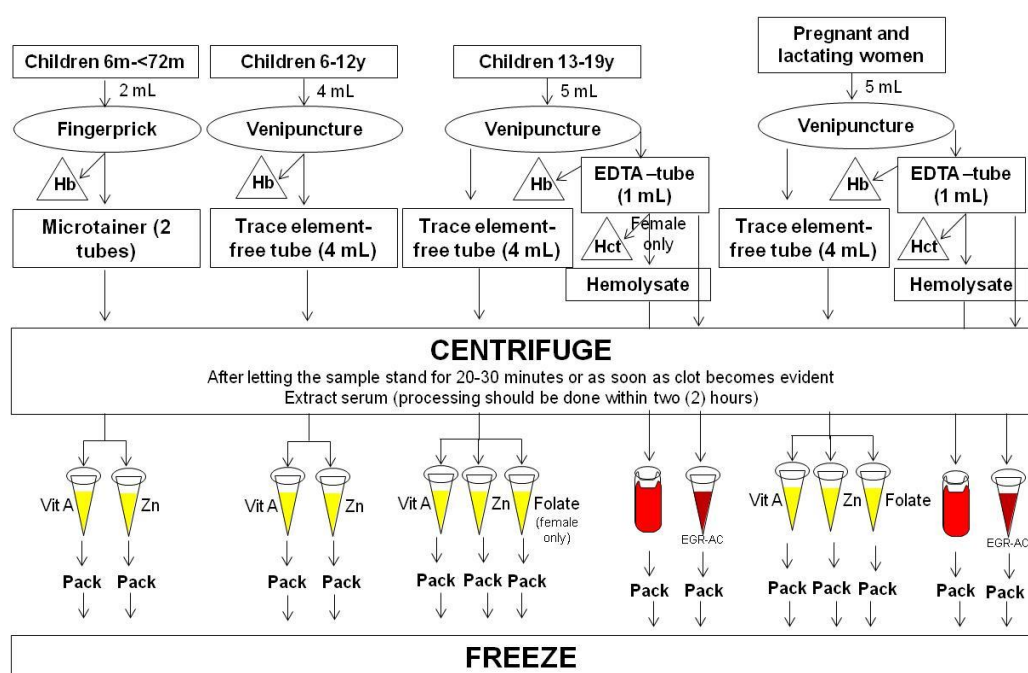 Children 6m-<72m
2 mL
Fingerprick
Hb
Microtainer (2
tubes)
Children 6-12y
4 mL
Venipuncture
Hb
Trace element-
free tube (4 mL)
Children 13-19y
5 mL
Venipuncture
Hb
EDTA –tube
(1 mL)
Trace element-
free tube (4 mL)
Hct
Female
only
Hemolysate
Pregnant and
lactating women
5 mL
Venipuncture
Hb
EDTA –tube
(1 mL)
Trace element-
free tube (4 mL)
Hct
Hemolysate
CENTRIFUGE
After letting the sample stand for 20-30 minutes or as soon as clot becomes evident
Extract serum (processing should be done within two (2) hours)
Vit A
Zn
Vit A
Zn
Vit A
Zn
Folate
(female
only)
EGR-AC
Vit A
Zn
Folate
EGR-AC
Pack
Pack
Pack
Pack
Pack
Pack
Pack
Pack
Pack
Pack
Pack
Pack
Pack
Pack
FREEZE